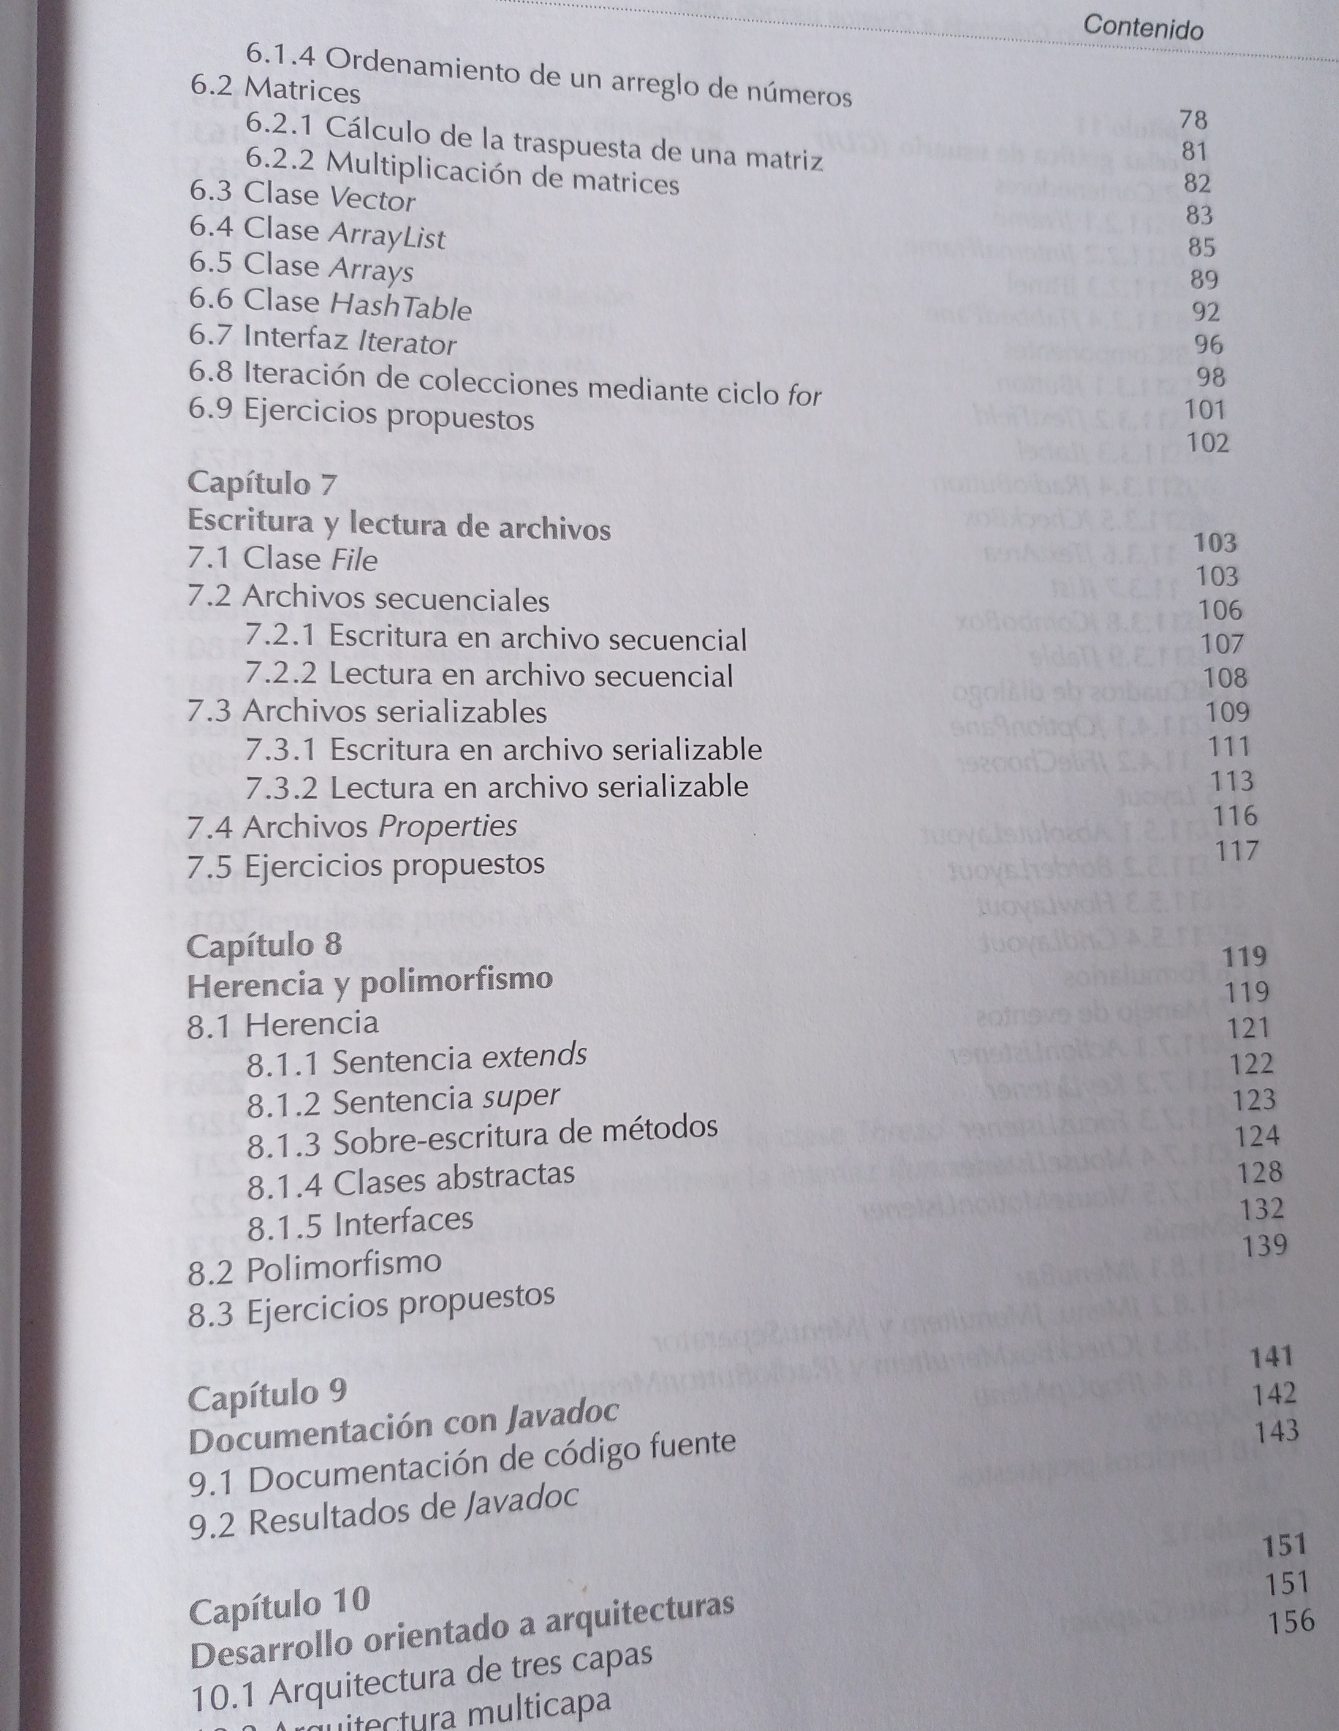 Contenido
6.1.4 Ordenamiento de un arreglo de números 78
6.2 Matrices 81
6.2.1 Cálculo de la traspuesta de una matriz 82
6.2.2 Multiplicación de matrices 83
6.3 Clase Vector 85
6.4 Clase ArrayList 89
6.5 Clase Arrays 92
6.6 Clase HashTable 96
6.7 Interfaz Iterator 98
6.8 Iteración de colecciones mediante ciclo for 101
6.9 Ejercicios propuestos 102
Capítulo 7
Escritura y lectura de archivos 103
7.1 Clase File 103
7.2 Archivos secuenciales 106
7.2.1 Escritura en archivo secuencial 107
7.2.2 Lectura en archivo secuencial 108
7.3 Archivos serializables 109
7.3.1 Escritura en archivo serializable 111
7.3.2 Lectura en archivo serializable 113
7.4 Archivos Properties 116
7.5 Ejercicios propuestos 117
Capítulo 8
Herencia y polimorfismo 119
8.1 Herencia 119
8.1.1 Sentencia extends 121
8.1.2 Sentencia super 122
8.1.3 Sobre-escritura de métodos 123
8.1.4 Clases abstractas 124
8.1.5 Interfaces 128
8.2 Polimorfismo 132
8.3 Ejercicios propuestos 139
Capítulo 9
Documentación con Javadoc 141
9.1 Documentación de código fuente 142
9.2 Resultados de Javadoc 143
Capítulo 10
Desarrollo orientado a arquitecturas 151
10.1 Arquitectura de tres capas 151
Arquitectura multicapa 156